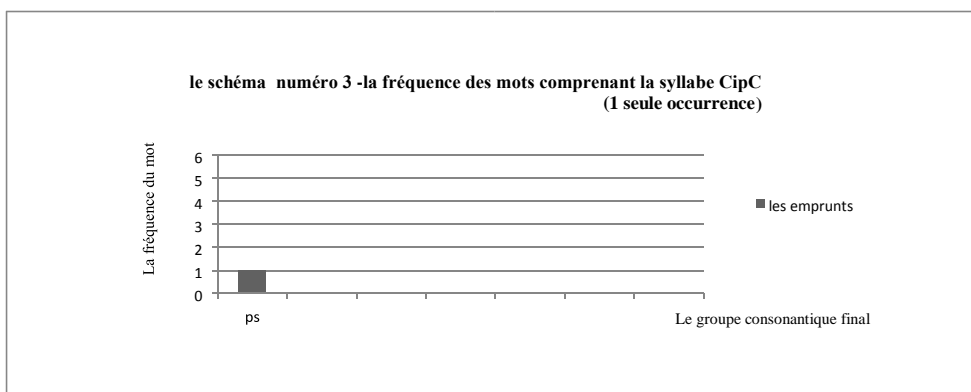 le schéma numéro 3 -la fréquence des mots comprenant la syllabe CipC
(1 seule occurrence)
La fréquence du mot
6
5
4
3
2
1
0
ps
les emprunts
Le groupe consonantique final